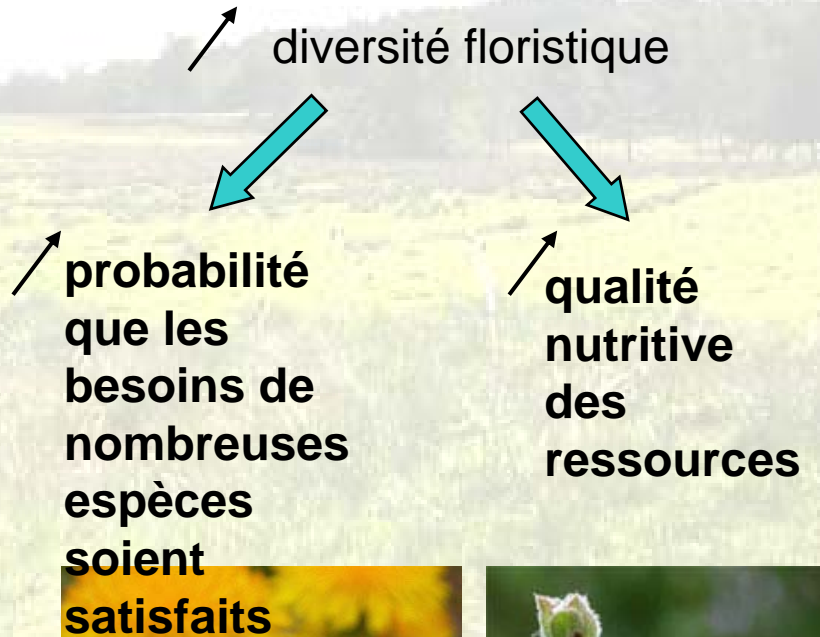 diversité floristique
probabilité
que les
besoins de
nombreuses
espèces
soient
satisfaits
qualité
nutritive
des
ressources